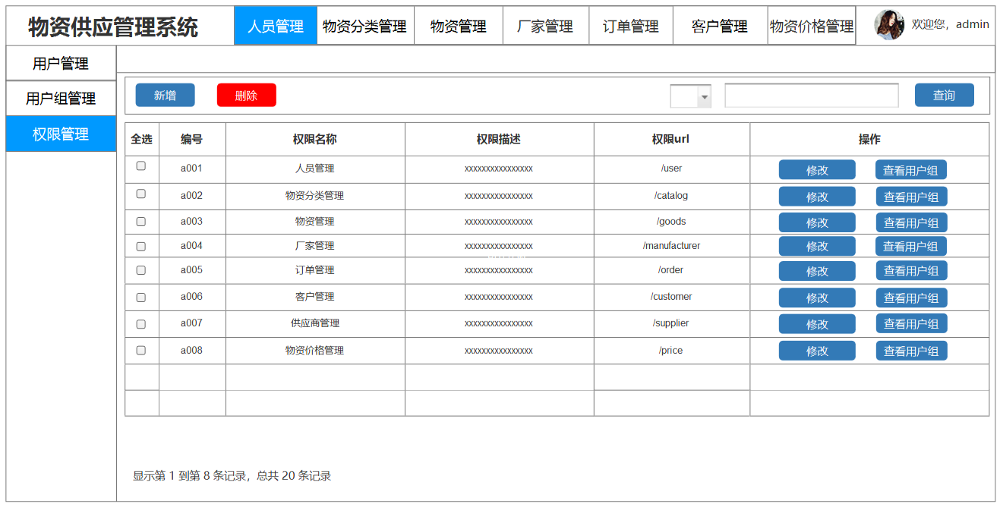 物资供应管理系统 人员管理 物资分类管理 物资管理 厂家管理 订单管理 客户管理 物资价格管理 欢迎您，admin
用户管理
用户组管理
权限管理
新增 删除 查询
全选 编号 权限名称 权限描述 权限url 操作
a001 人员管理 xxxxxxxxxxxxxxxx /user 修改 查看用户组
a002 物资分类管理 xxxxxxxxxxxxxxxx /catalog 修改 查看用户组
a003 物资管理 xxxxxxxxxxxxxxxx /goods 修改 查看用户组
a004 厂家管理 xxxxxxxxxxxxxxxx /manufacturer 修改 查看用户组
a005 订单管理 xxxxxxxxxxxxxxxx /order 修改 查看用户组
a006 客户管理 xxxxxxxxxxxxxxxx /customer 修改 查看用户组
a007 供应商管理 xxxxxxxxxxxxxxxx /supplier 修改 查看用户组
a008 物资价格管理 xxxxxxxxxxxxxxxx /price 修改 查看用户组
显示第 1 到第 8 条记录，总共 20 条记录